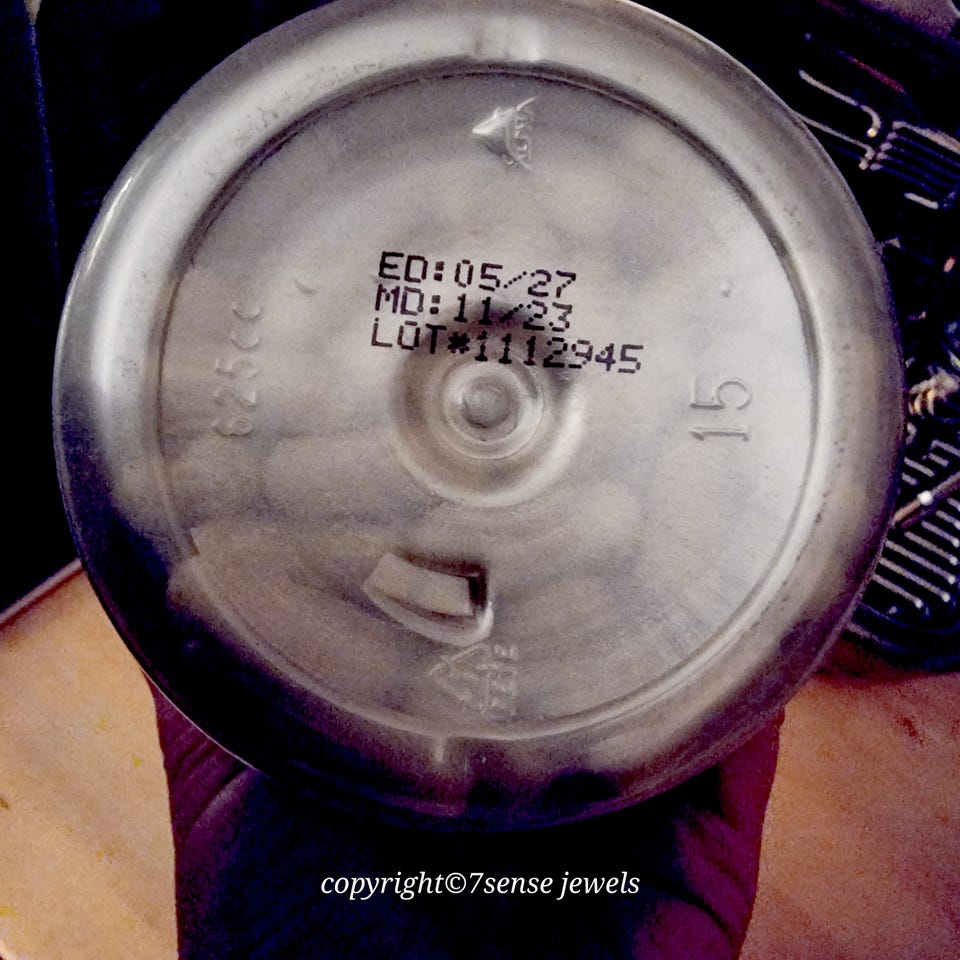 ED:05/27
MD:11/23
LOT#1112945
625cc
15
copyright©7sense jewels